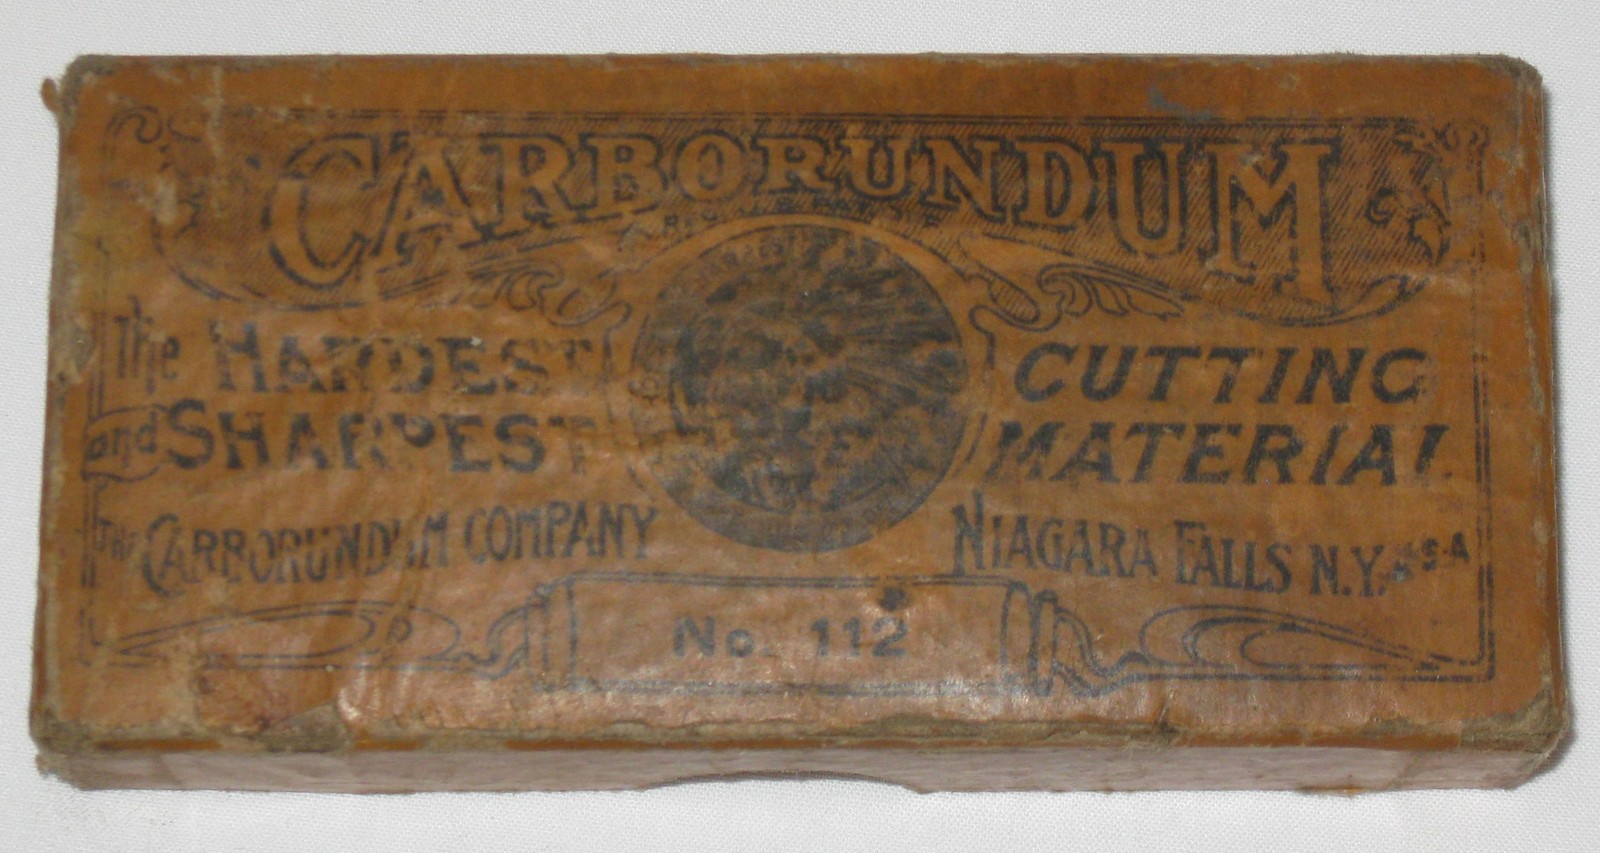 CARBORUNDUM
The HARDEST
and SHARPEST
CUTTING
MATERIAL
THE CARBORUNDUM COMPANY
NIAGARA FALLS N.Y. U.S.A
No. 112